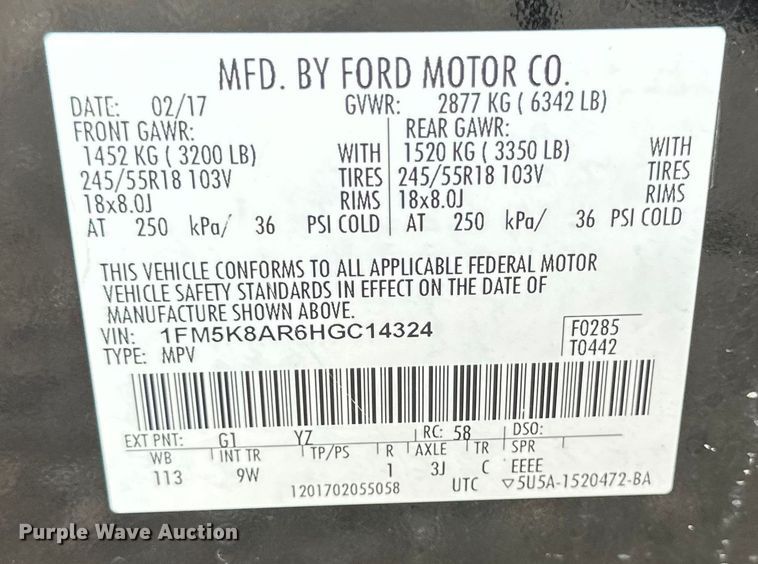 MFD. BY FORD MOTOR CO.
DATE: 02/17 GVWR: 2877 KG ( 6342 LB)
FRONT GAWR: REAR GAWR:
1452 KG ( 3200 LB) WITH 1520 KG ( 3350 LB) WITH
245/55R18 103V TIRES 245/55R18 103V TIRES
18x8.0J RIMS 18x8.0J RIMS
AT 250 kPa/ 36 PSI COLD AT 250 kPa/ 36 PSI COLD
THIS VEHICLE CONFORMS TO ALL APPLICABLE FEDERAL MOTOR
VEHICLE SAFETY STANDARDS IN EFFECT ON THE DATE OF
MANUFACTURE SHOWN ABOVE.
VIN: 1FM5K8AR6HGC14324 F0285
TYPE: MPV T0442
EXT PNT: G1 YZ RC: 58 DSO:
WB INT TR TP/PS R AXLE TR SPR
113 9W 1 3J C EEEE
1201702055058 UTC ▽5U5A-1520472-BA
Purple Wave Auction